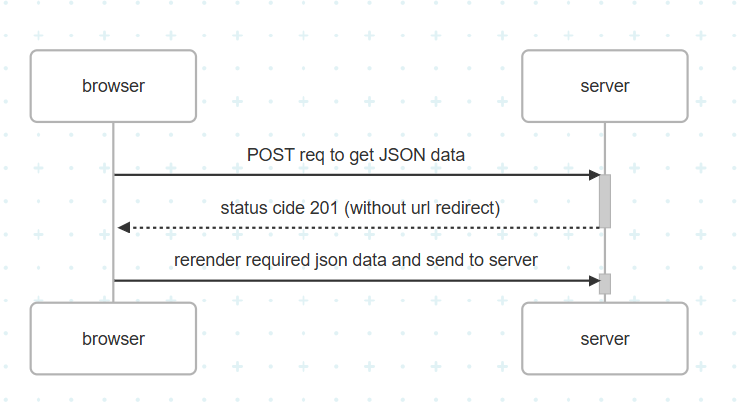 browser
server
POST req to get JSON data
status cide 201 (without url redirect)
rerender required json data and send to server
browser
server